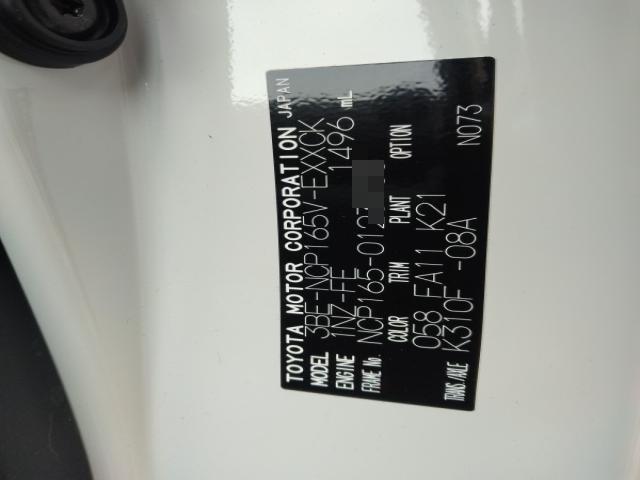 TOYOTA MOTOR CORPORATION JAPAN
MODEL 3BE-NCP165V-EXXCK
ENGINE 1NZ-FE 1496 mL
FRAME No. NCP165-012
COLOR TRIM PLANT OPTION
058 FA11 K21
TRANS/AXLE K310F -08A N073